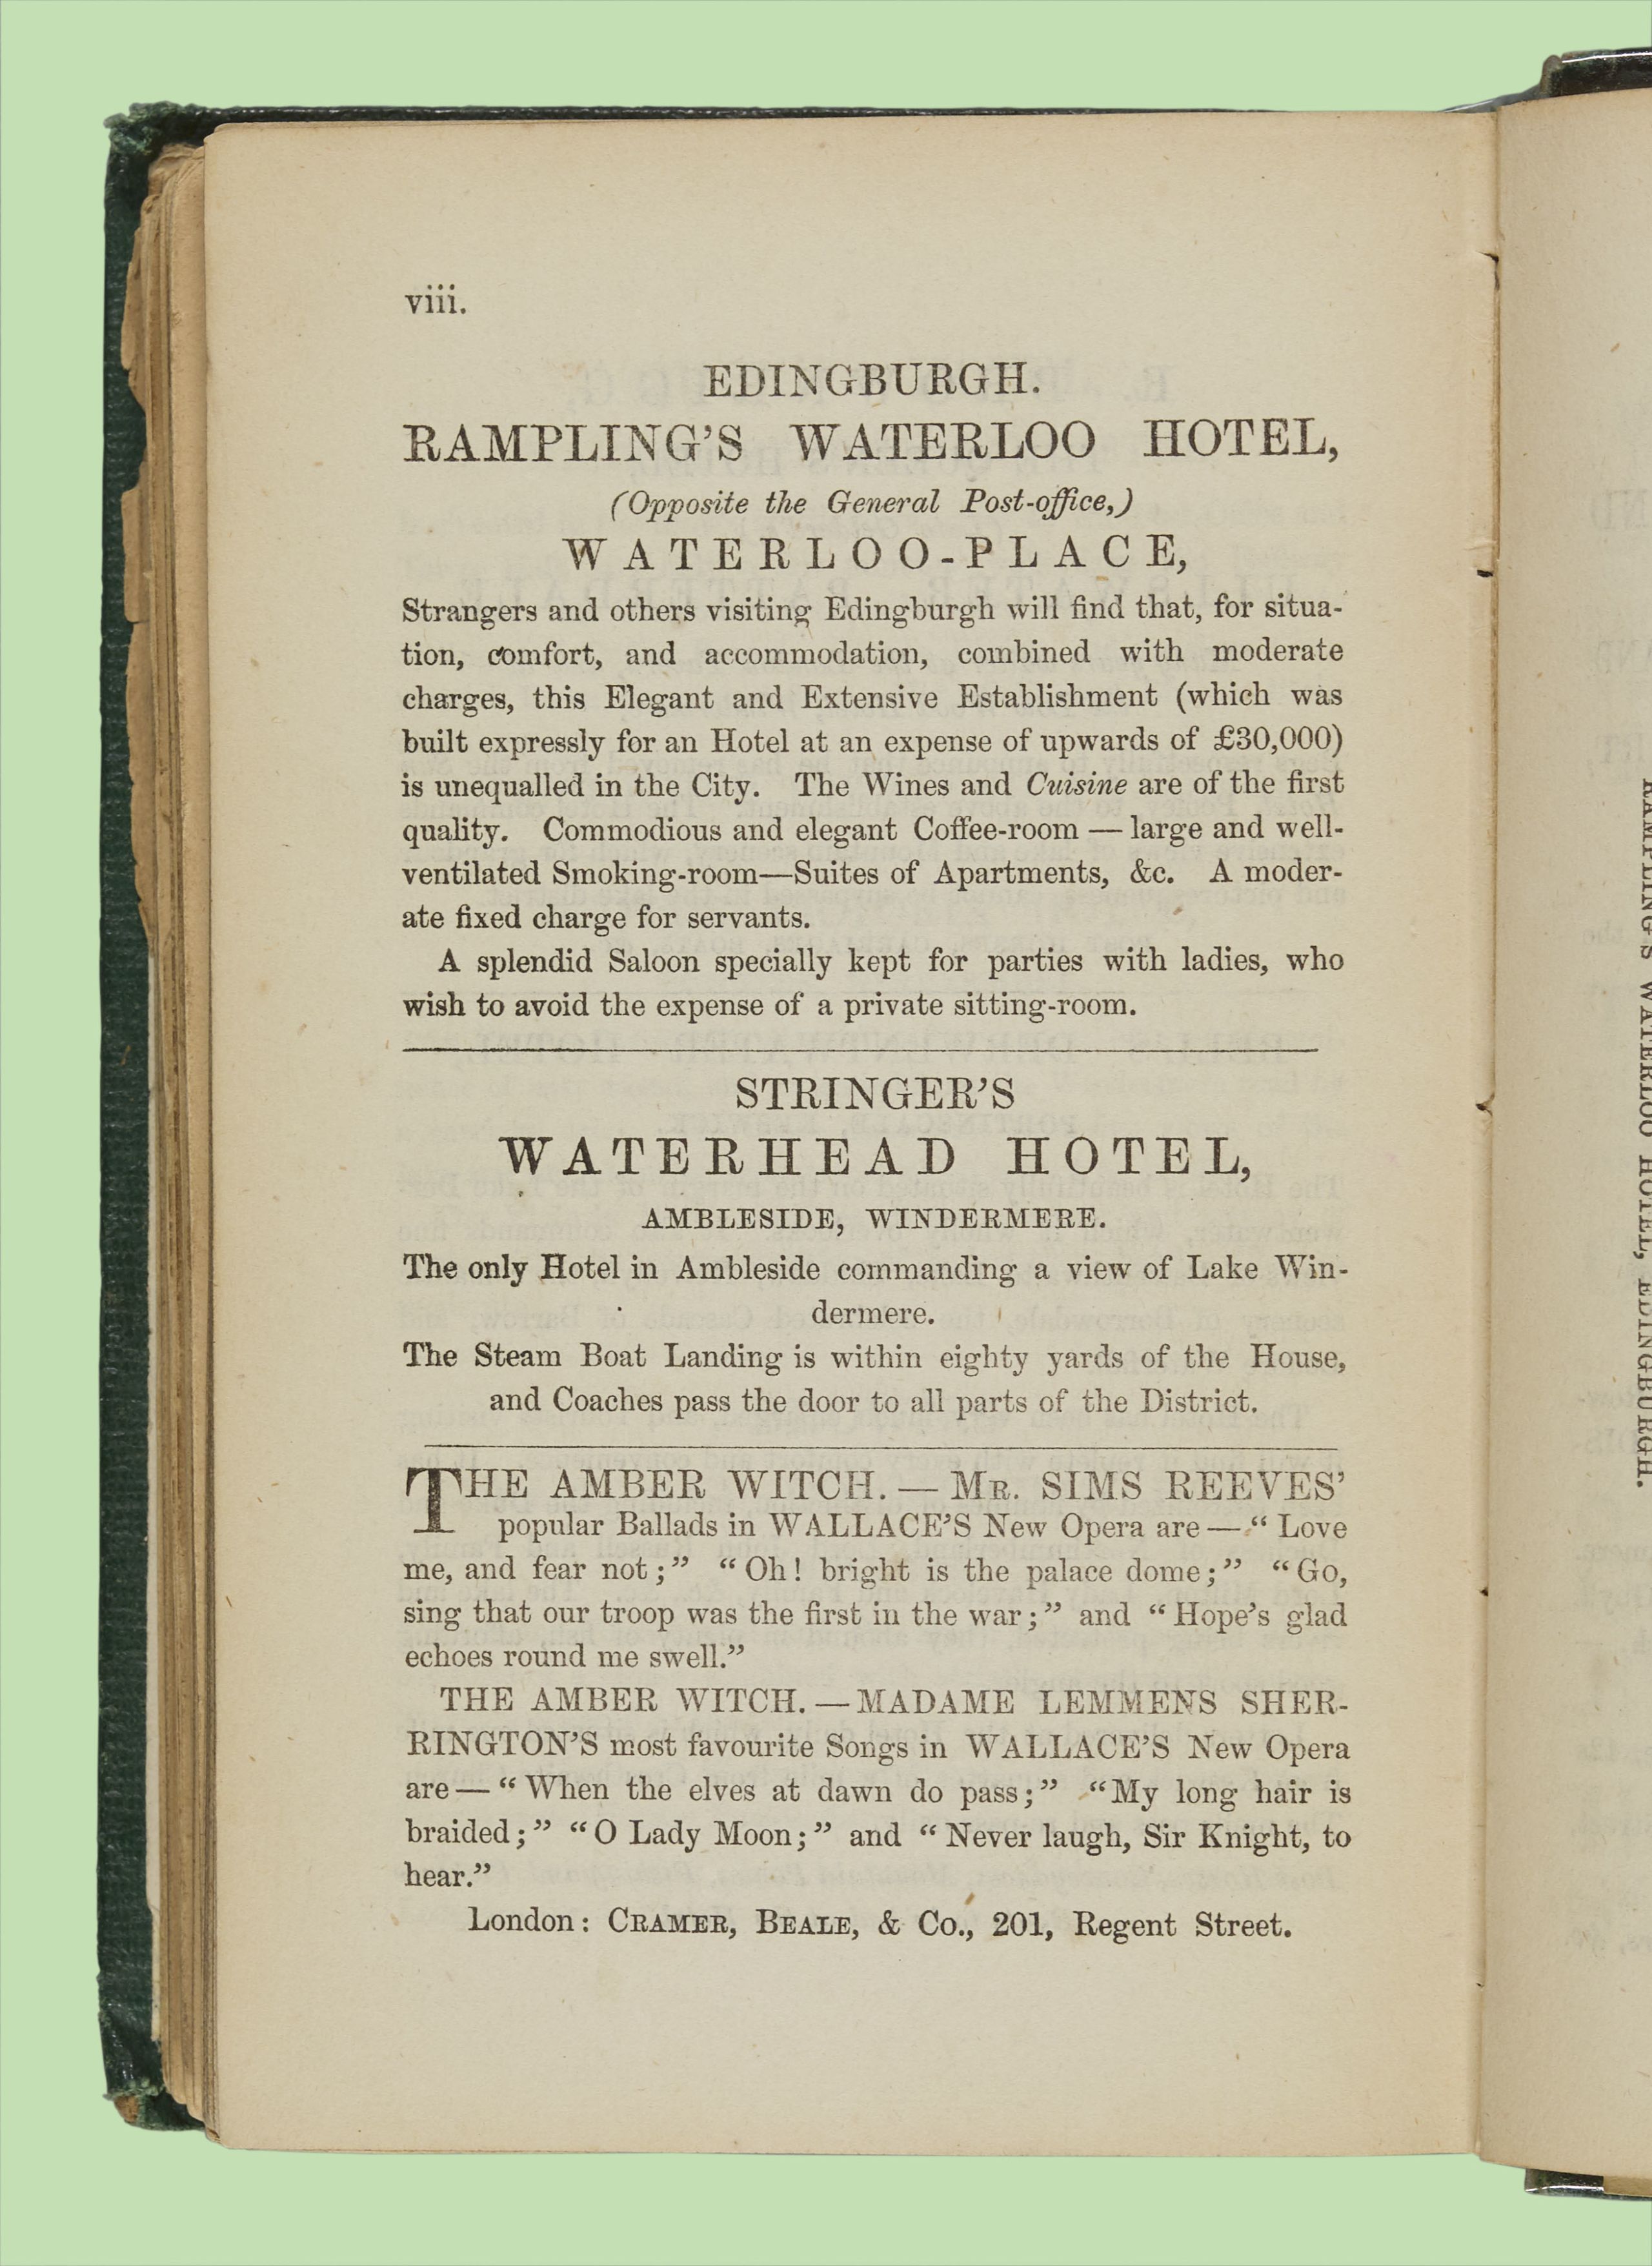 viii.
EDINGBURGH.
RAMPLING'S WATERLOO HOTEL,
(Opposite the General Post-office,)
WATERLOO-PLACE,
Strangers and others visiting Edingburgh will find that, for situa-
tion, comfort, and accommodation, combined with moderate
charges, this Elegant and Extensive Establishment (which was
built expressly for an Hotel at an expense of upwards of £30,000)
is unequalled in the City. The Wines and Cuisine are of the first
quality. Commodious and elegant Coffee-room — large and well-
ventilated Smoking-room—Suites of Apartments, &c. A moder-
ate fixed charge for servants.
A splendid Saloon specially kept for parties with ladies, who
wish to avoid the expense of a private sitting-room.
STRINGER'S
WATERHEAD HOTEL,
AMBLESIDE, WINDERMERE.
The only Hotel in Ambleside commanding a view of Lake Win-
dermere.
The Steam Boat Landing is within eighty yards of the House,
and Coaches pass the door to all parts of the District.
THE AMBER WITCH. — MR. SIMS REEVES'
popular Ballads in WALLACE'S New Opera are — “ Love
me, and fear not ;” “ Oh! bright is the palace dome ;” “ Go,
sing that our troop was the first in the war ;” and “ Hope's glad
echoes round me swell.”
THE AMBER WITCH. — MADAME LEMMENS SHER-
RINGTON'S most favourite Songs in WALLACE'S New Opera
are — “ When the elves at dawn do pass ;” “ My long hair is
braided ;” “ O Lady Moon ;” and “ Never laugh, Sir Knight, to
hear.”
London : CRAMER, BEALE, & Co., 201, Regent Street.
RAMPLING'S WATERLOO HOTEL, EDINGBURGH.